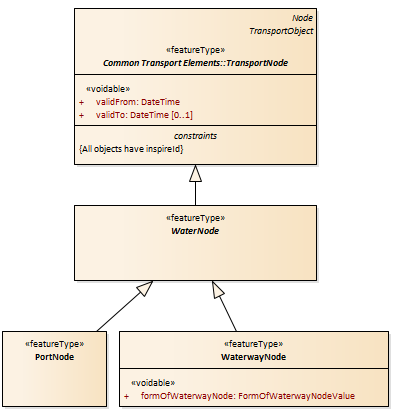 Node
TransportObject
«featureType»
Common Transport Elements::TransportNode
«voidable»
+ validFrom: DateTime
+ validTo: DateTime [0..1]
constraints
{All objects have inspireId}
«featureType»
WaterNode
«featureType»
PortNode
«featureType»
WaterwayNode
«voidable»
+ formOfWaterwayNode: FormOfWaterwayNodeValue